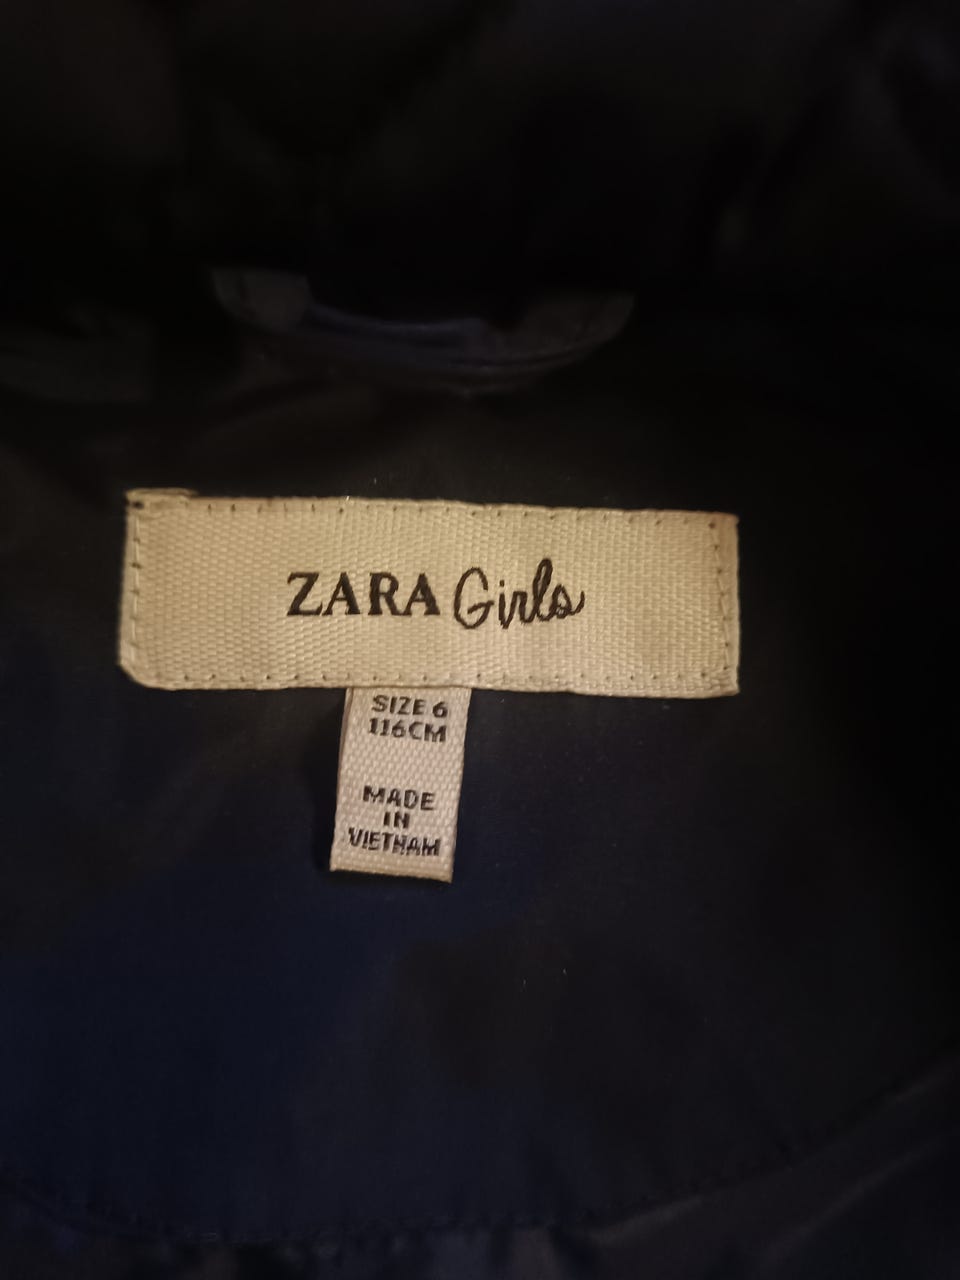 ZARA Girls
SIZE 6
116CM
MADE
IN
VIETNAM